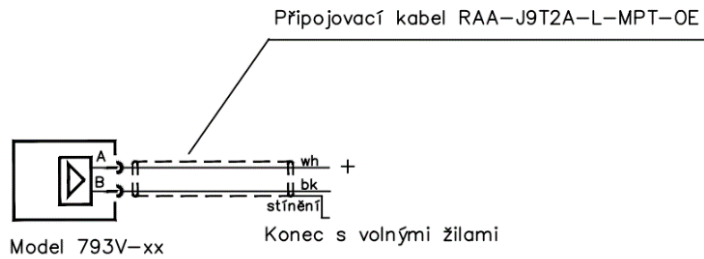 Připojovací kabel RAA-J9T2A-L-MPT-OE
A
wh
+
B
bk
stínění
Konec s volnými žilami
Model 793V-xx